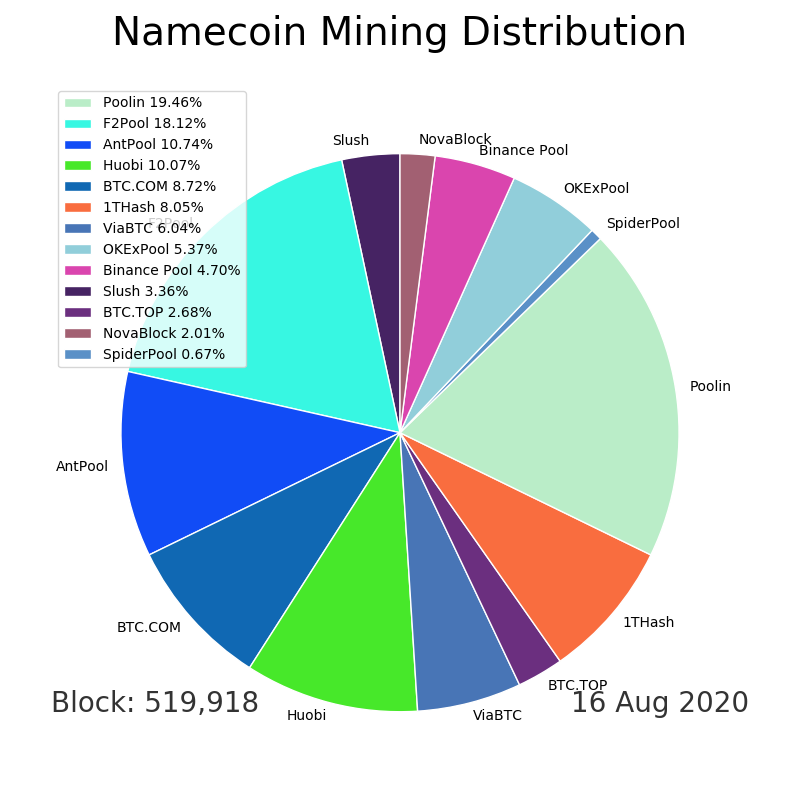 Namecoin Mining Distribution
Poolin 19.46%
F2Pool 18.12%
AntPool 10.74%
Huobi 10.07%
BTC.COM 8.72%
1THash 8.05%
ViaBTC 6.04%
OKExPool 5.37%
Binance Pool 4.70%
Slush 3.36%
BTC.TOP 2.68%
NovaBlock 2.01%
SpiderPool 0.67%
Slush
NovaBlock
Binance Pool
OKExPool
SpiderPool
F2Pool
Poolin
AntPool
1THash
BTC.COM
BTC.TOP
Huobi
ViaBTC
Block: 519,918
16 Aug 2020